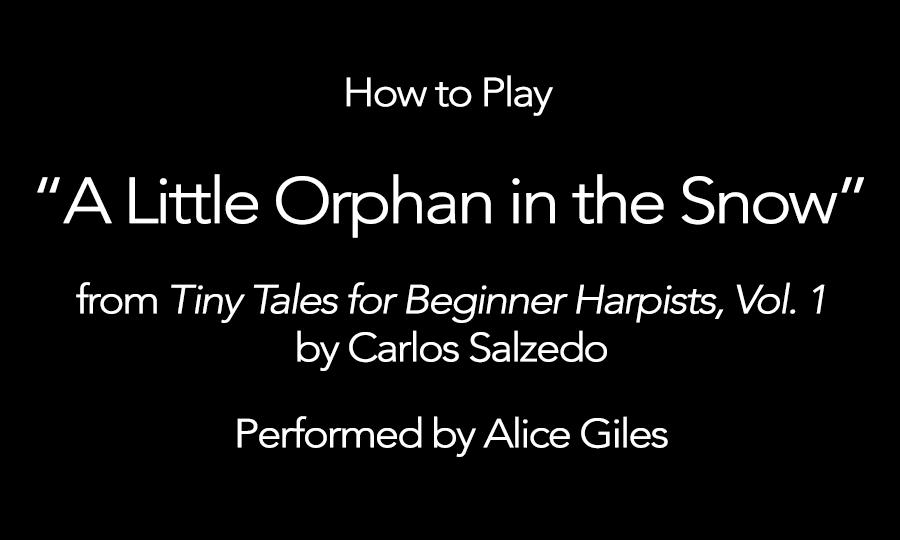 How to Play
“A Little Orphan in the Snow”
from Tiny Tales for Beginner Harpists, Vol. 1
by Carlos Salzedo
Performed by Alice Giles